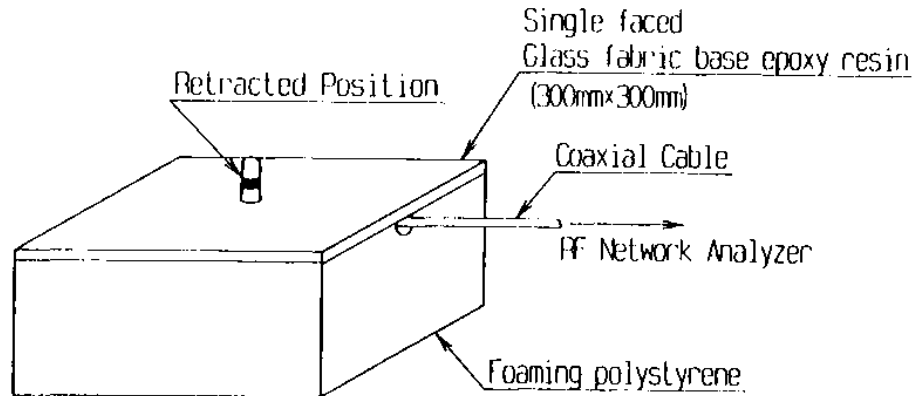 Single faced
Glass fabric base epoxy resin
(300mm×300mm)
Retracted Position
Coaxial Cable
RF Network Analyzer
Foaming polystyrene